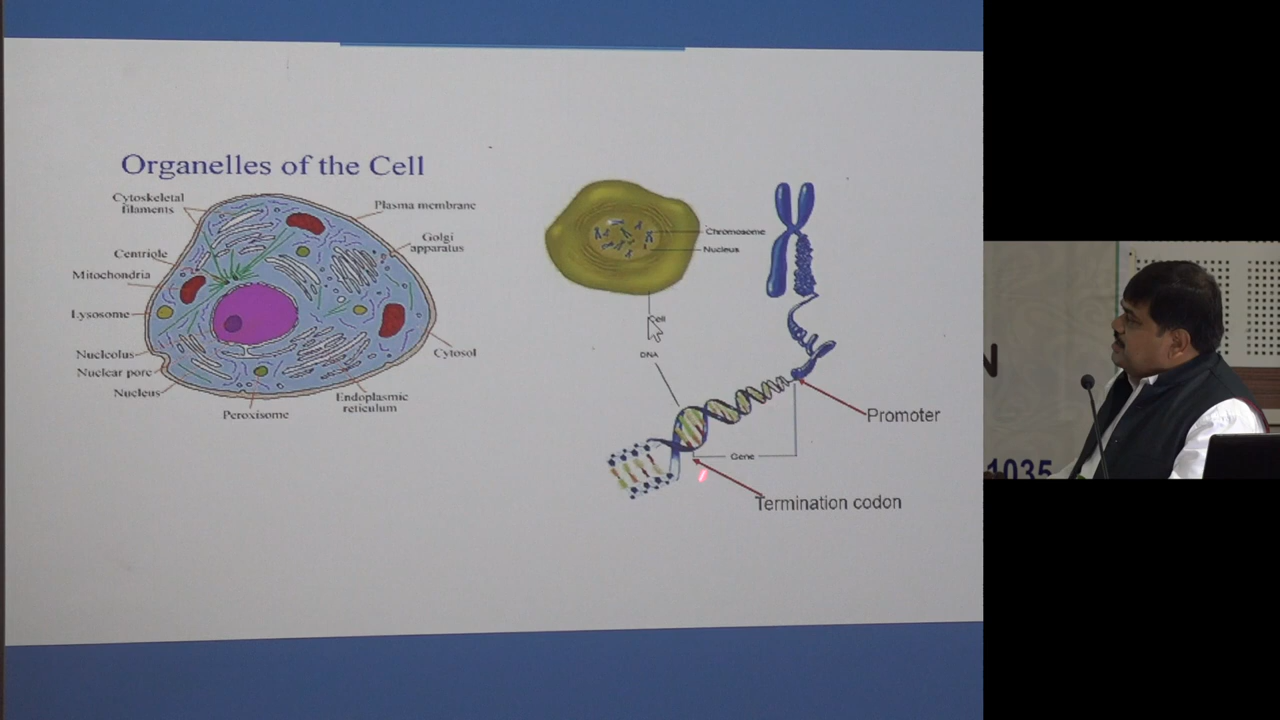 Organelles of the Cell
Cytoskeletal
filaments
Plasma membrane
Golgi
apparatus
Centriole
Mitochondria
Lysosome
Nucleolus
Nuclear pore
Nucleus
Peroxisome
Endoplasmic
reticulum
Cytosol
Chromosome
Nucleus
Cell
DNA
Gene
Promoter
Termination codon
N
1035